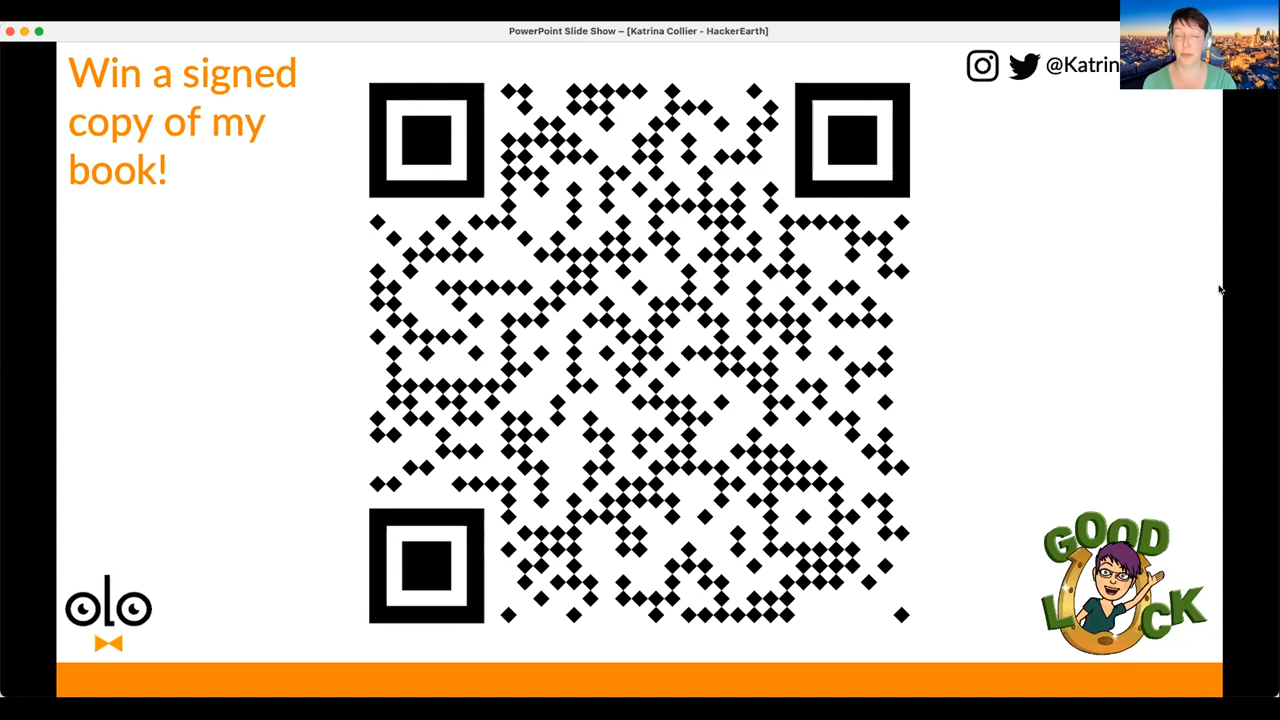 PowerPoint Slide Show – [Katrina Collier - HackerEarth]
Win a signed
copy of my
book!
@Katrin
olo
GOOD
LUCK